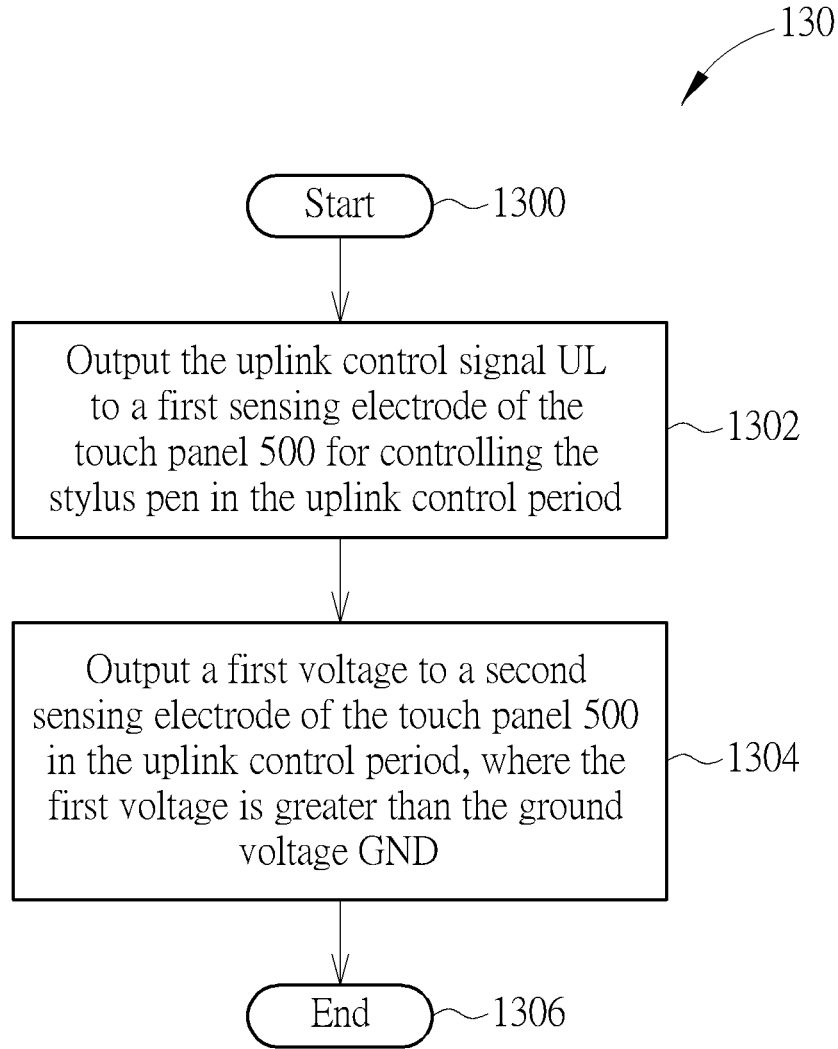 130
Start
1300
Output the uplink control signal UL
to a first sensing electrode of the
touch panel 500 for controlling the
stylus pen in the uplink control period
1302
Output a first voltage to a second
sensing electrode of the touch panel 500
in the uplink control period, where the
first voltage is greater than the ground
voltage GND
1304
End
1306